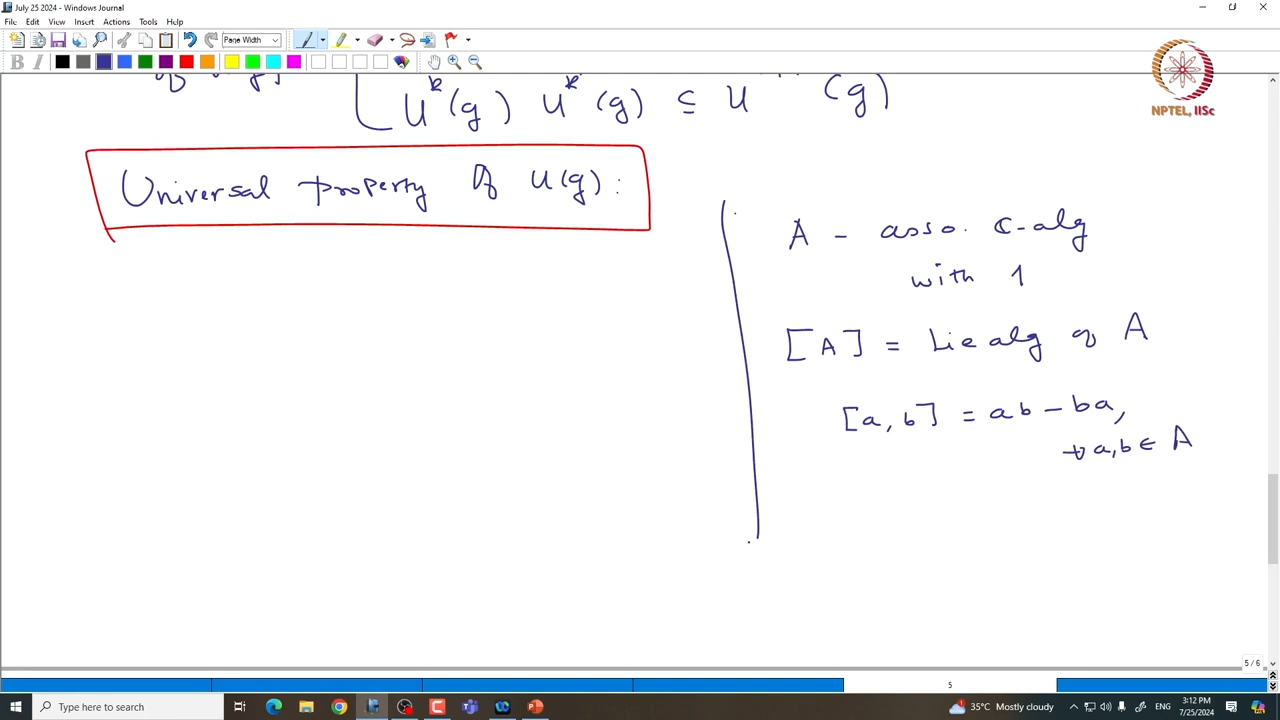 July 25 2024 - Windows Journal
File Edit View Insert Actions Tools Help
Page Width
B I
NPTEL, IISc
U^k(g) U^k(g) ⊆ U (g)
Universal property of U(g):
A - asso. C-alg
with 1
[A] = Lie alg of A
[a, b] = ab - ba,
∀ a, b ∈ A
5 / 6
5
Type here to search
35°C Mostly cloudy
ENG
3:12 PM
7/25/2024